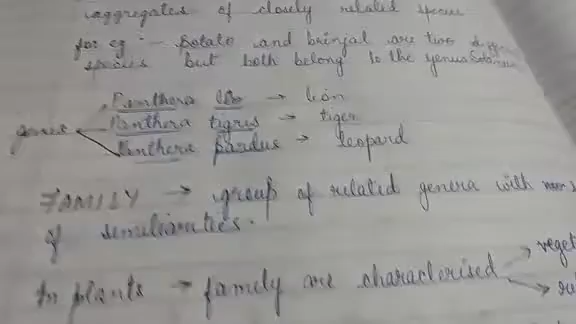 aggregates of closely related species
for eg :- potato and brinjal are two
species but both belong to the genus
Panthera leo → lion
genus Panthera tigris → tiger
Panthera pardus → leopard
FAMILY → group of related genera with
of similiarities.
In plants → family are characterised → veget